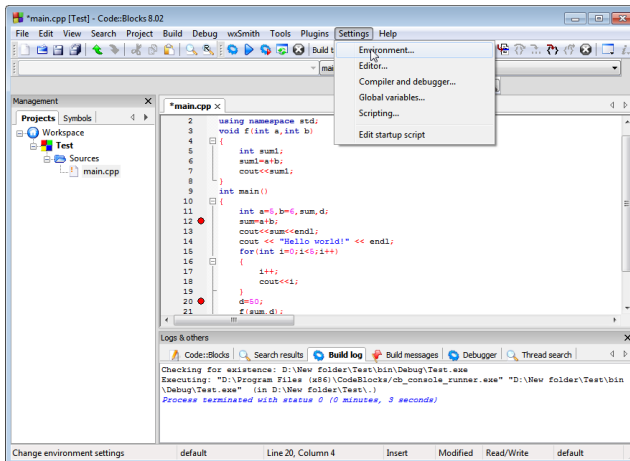 *main.cpp [Test] - Code::Blocks 8.02
File Edit View Search Project Build Debug wxSmith Tools Plugins Settings Help
Build t
Environment...
mai
Editor...
Compiler and debugger...
Global variables...
Scripting...
Edit startup script
Management
Projects Symbols
Workspace
Test
Sources
main.cpp
*main.cpp
2 using namespace std;
3 void f(int a,int b)
4 {
5 int sum1;
6 sum1=a+b;
7 cout<<sum1;
8 }
9 int main()
10 {
11 int a=5,b=6,sum,d;
12 sum=a+b;
13 cout<<sum<<endl;
14 cout << "Hello world!" << endl;
15 for(int i=0;i<5;i++)
16 {
17 i++;
18 cout<<i;
19 }
20 d=50;
21 f(sum,d);
Logs & others
Code::Blocks Search results Build log Build messages Debugger Thread search
Checking for existence: D:\New folder\Test\bin\Debug\Test.exe
Executing: "D:\Program Files (x86)\CodeBlocks/cb_console_runner.exe" "D:\New folder\Test\bin
\Debug\Test.exe" (in D:\New folder\Test\.)
Process terminated with status 0 (0 minutes, 3 seconds)
Change environment settings default Line 20, Column 4 Insert Modified Read/Write default